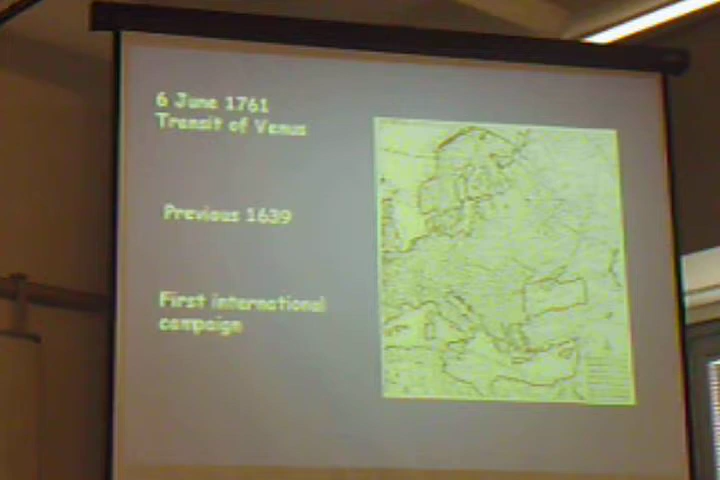 6 June 1761
Transit of Venus
Previous 1639
First international
campaign